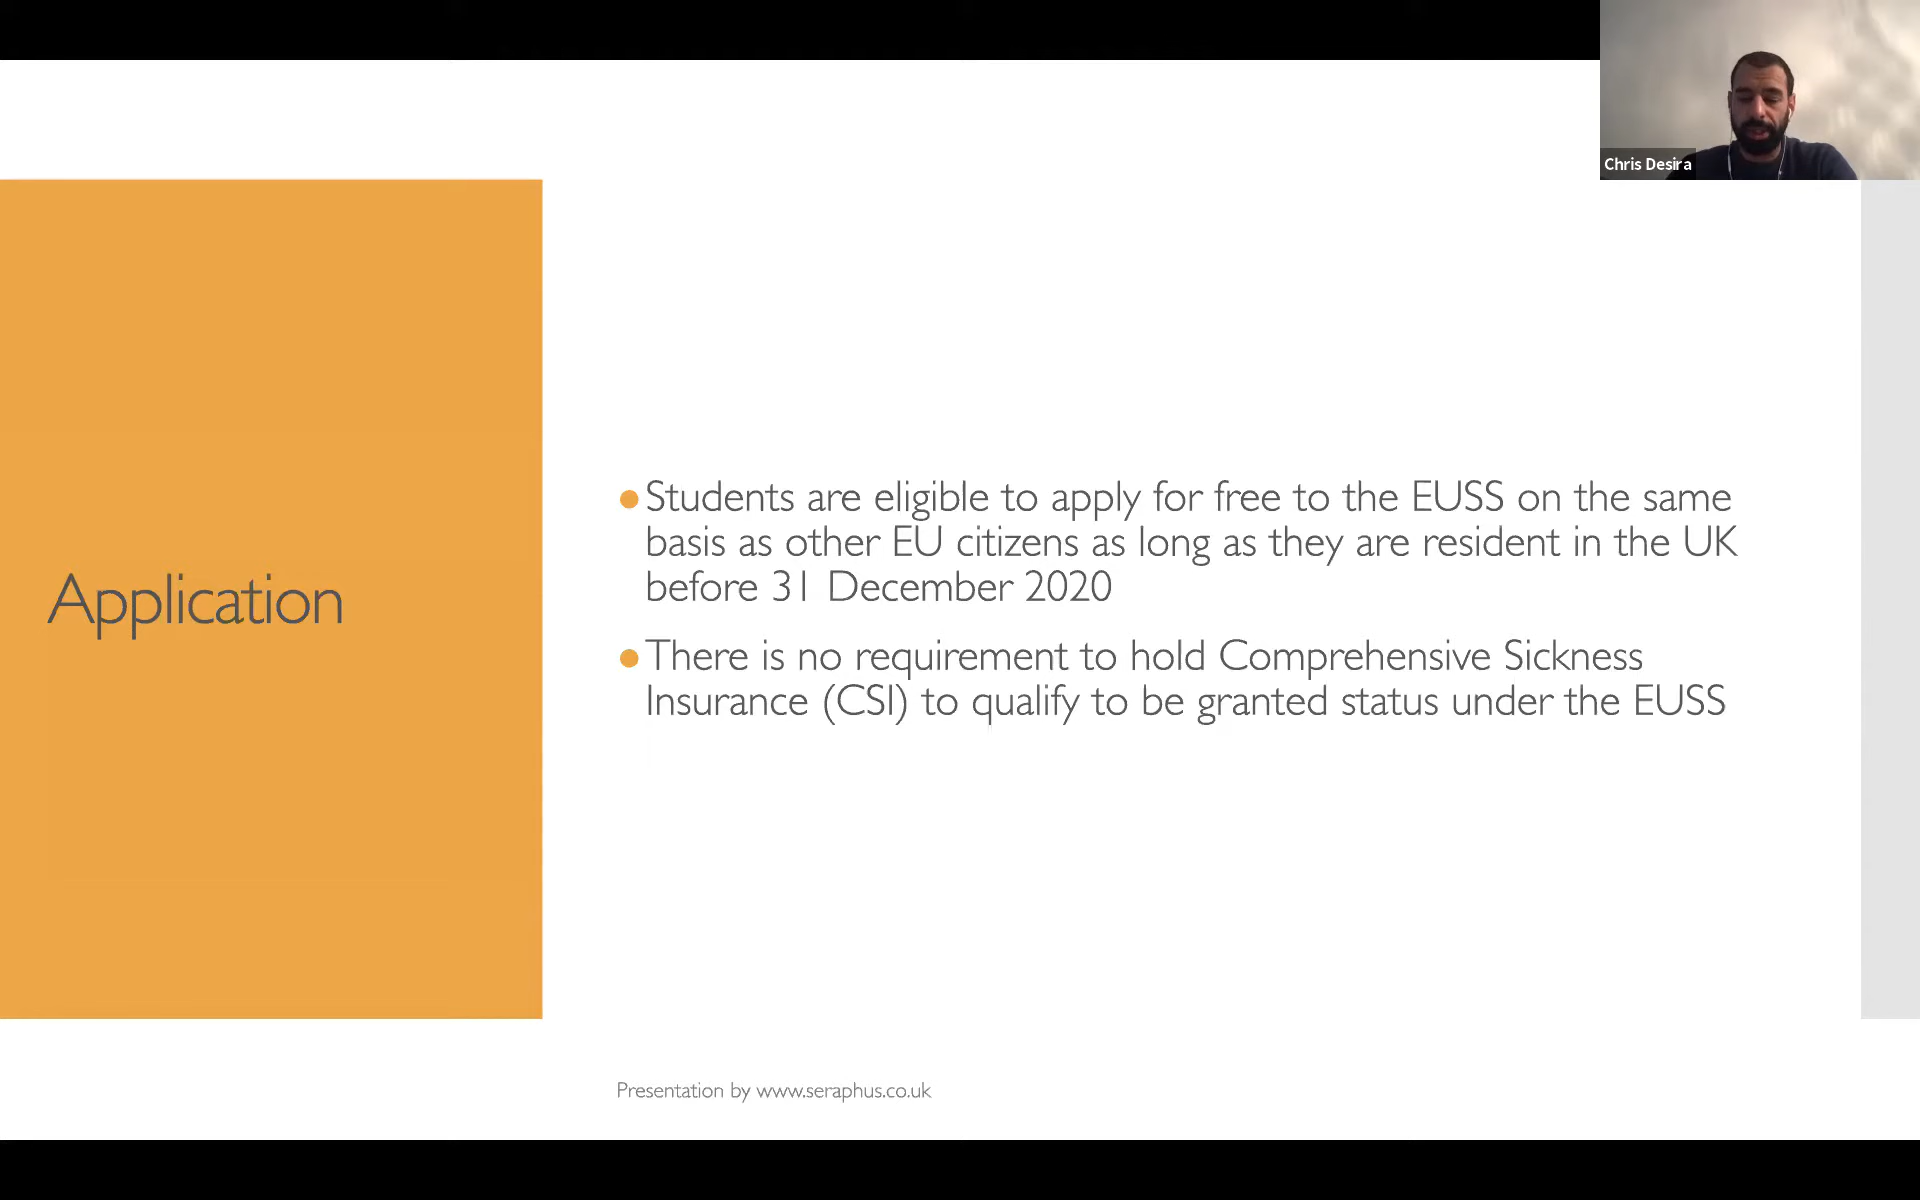 Chris Desira
Application
Students are eligible to apply for free to the EUSS on the same
basis as other EU citizens as long as they are resident in the UK
before 31 December 2020
There is no requirement to hold Comprehensive Sickness
Insurance (CSI) to qualify to be granted status under the EUSS
Presentation by www.seraphus.co.uk